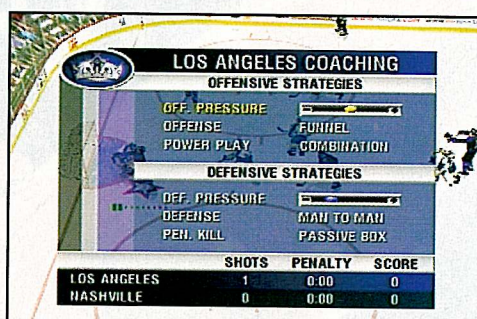 LOS ANGELES COACHING
OFFENSIVE STRATEGIES
OFF. PRESSURE
OFFENSE FUNNEL
POWER PLAY COMBINATION
DEFENSIVE STRATEGIES
DEF. PRESSURE
DEFENSE MAN TO MAN
PEN. KILL PASSIVE BOX
SHOTS PENALTY SCORE
LOS ANGELES 1 0:00 0
NASHVILLE 0 0:00 0